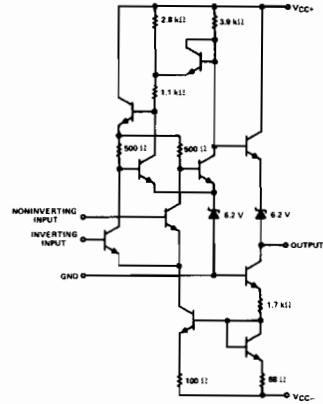 VCC+
2.8 kΩ
3.9 kΩ
1.1 kΩ
500 Ω
500 Ω
NONINVERTING
INPUT
INVERTING
INPUT
6.2 V
6.2 V
OUTPUT
GND
1.7 kΩ
100 Ω
68 Ω
VCC−